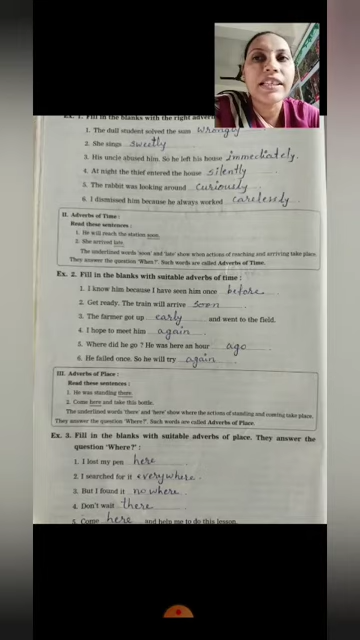 Ex. 1. Fill in the blanks with the right adver
1. The dull student solved the sum wrongly
2. She sings sweetly
3. His uncle abused him. So he left his house immediately.
4. At night the thief entered the house silently
5. The rabbit was looking around curiously
6. I dismissed him because he always worked carelessly
II. Adverbs of Time :
Read these sentences :
1. He will reach the station soon.
2. She arrived late.
The underlined words 'soon' and 'late' show when actions of reaching and arriving take place.
They answer the question "When?". Such words are called Adverbs of Time.
Ex. 2. Fill in the blanks with suitable adverbs of time :
1. I know him because I have seen him once before
2. Get ready. The train will arrive soon
3. The farmer got up early and went to the field.
4. I hope to meet him again
5. Where did he go ? He was here an hour ago
6. He failed once. So he will try again
III. Adverbs of Place :
Read these sentences :
1. He was standing there.
2. Come here and take this bottle.
The underlined words 'there' and 'here' show where the actions of standing and coming take place.
They answer the question "Where?". Such words are called Adverbs of Place.
Ex. 3. Fill in the blanks with suitable adverbs of place. They answer the
question 'Where?' :
1. I lost my pen here
2. I searched for it everywhere.
3. But I found it nowhere.
4. Don't wait there
5. Come here and help me to do this lesson.